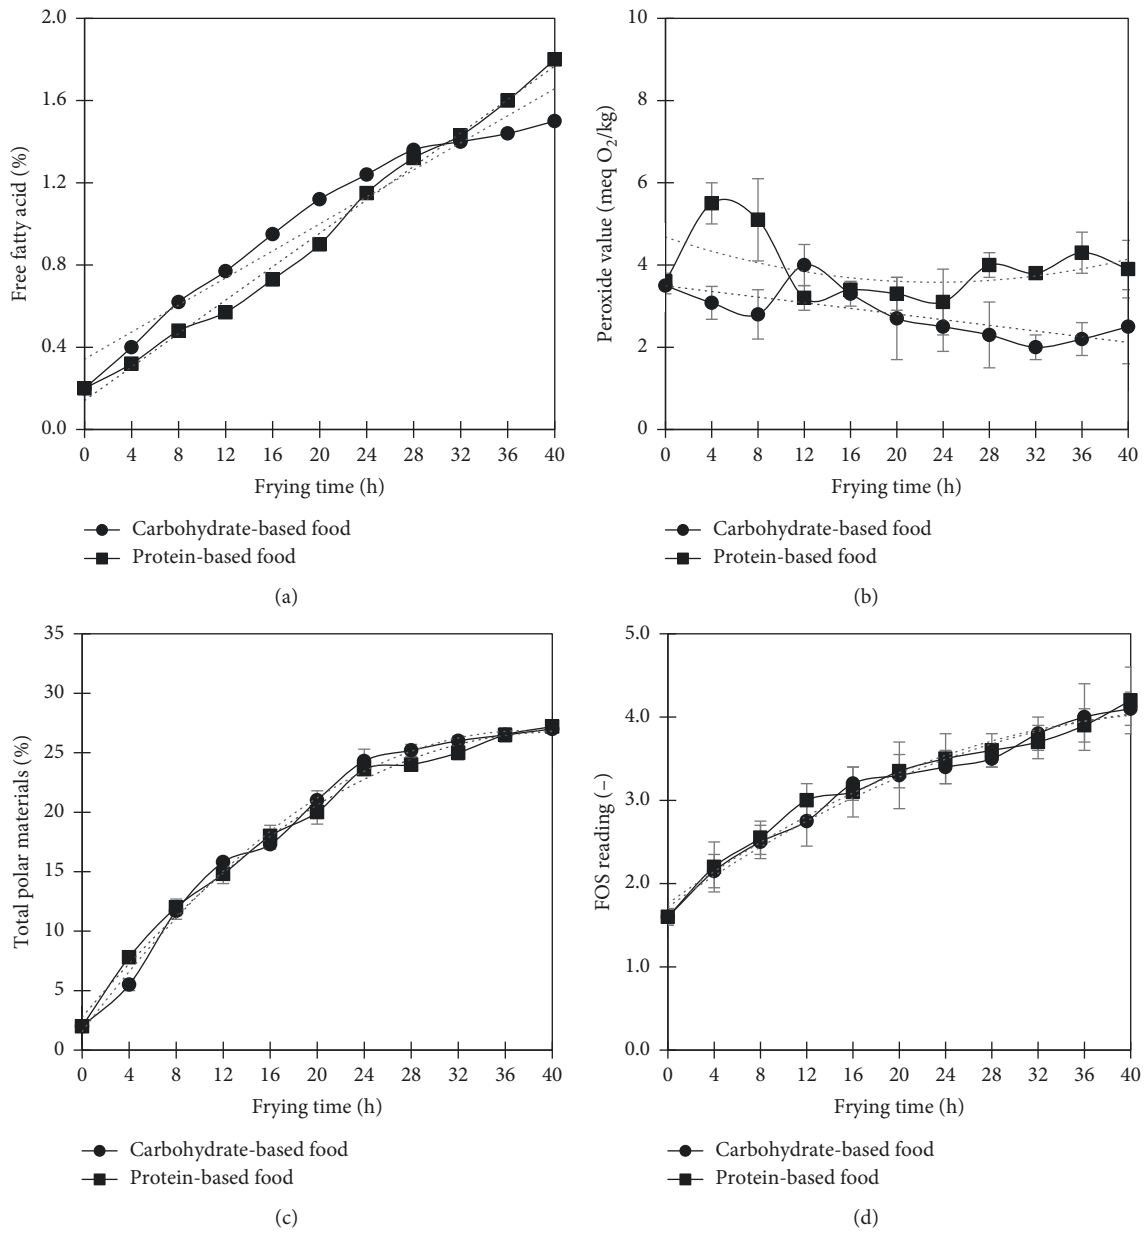 2.0
1.6
1.2
0.8
0.4
0.0
Free fatty acid (%)
0 4 8 12 16 20 24 28 32 36 40
Frying time (h)
Carbohydrate-based food
Protein-based food
(a)
10
8
6
4
2
0
Peroxide value (meq O2/kg)
0 4 8 12 16 20 24 28 32 36 40
Frying time (h)
Carbohydrate-based food
Protein-based food
(b)
35
30
25
20
15
10
5
0
Total polar materials (%)
0 4 8 12 16 20 24 28 32 36 40
Frying time (h)
Carbohydrate-based food
Protein-based food
(c)
5.0
4.0
3.0
2.0
1.0
0.0
FOS reading (−)
0 4 8 12 16 20 24 28 32 36 40
Frying time (h)
Carbohydrate-based food
Protein-based food
(d)